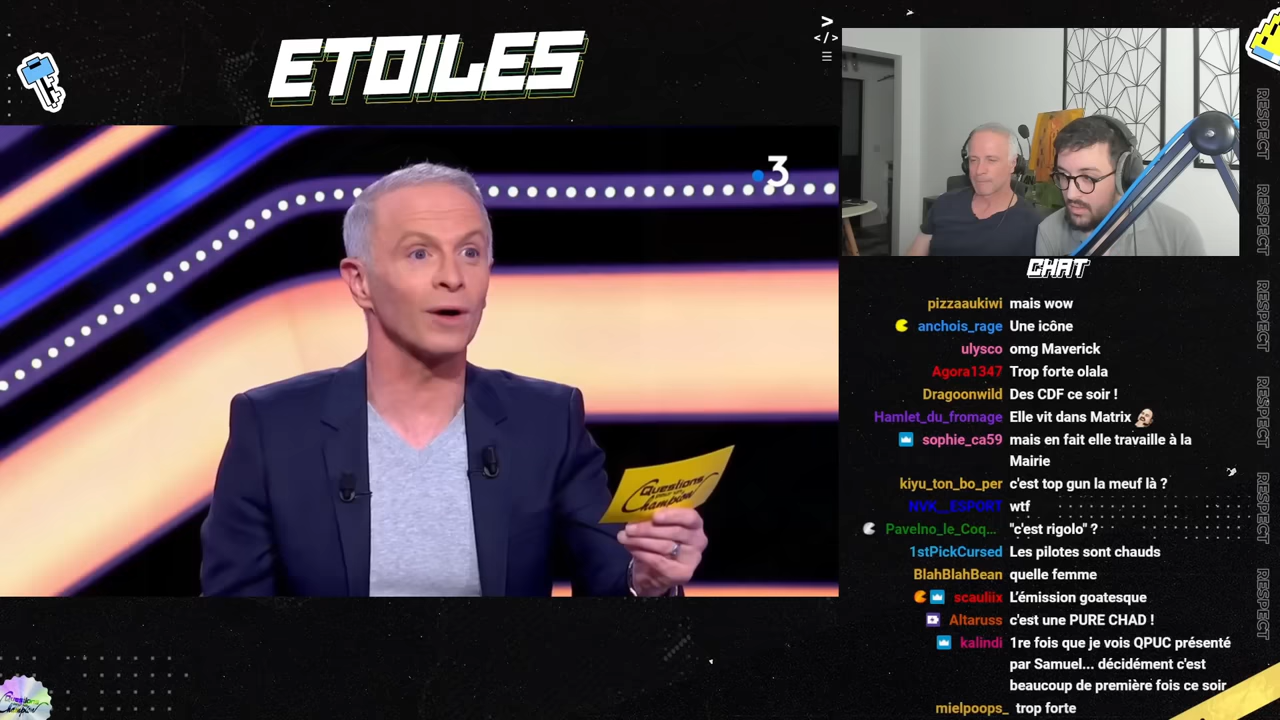 ETOILES
3
Questions
pour un
Champion
>
</>
RESPECT
RESPECT
RESPECT
RESPECT
RESPECT
RESPECT
CHAT
pizzaaukiwi mais wow
anchois_rage Une icône
ulysco omg Maverick
Agora1347 Trop forte olala
Dragoonwild Des CDF ce soir !
Hamlet_du_fromage Elle vit dans Matrix
sophie_ca59 mais en fait elle travaille à la
Mairie
kiyu_ton_bo_per c'est top gun la meuf là ?
NVX__ESPORT wtf
Pavelno_le_Coq... "c'est rigolo" ?
1stPickCursed Les pilotes sont chauds
BlahBlahBean quelle femme
scauliix L'émission goatesque
Altaruss c'est une PURE CHAD !
kalindi 1re fois que je vois QPUC présenté
par Samuel... décidément c'est
beaucoup de première fois ce soir
mielpoops_ trop forte